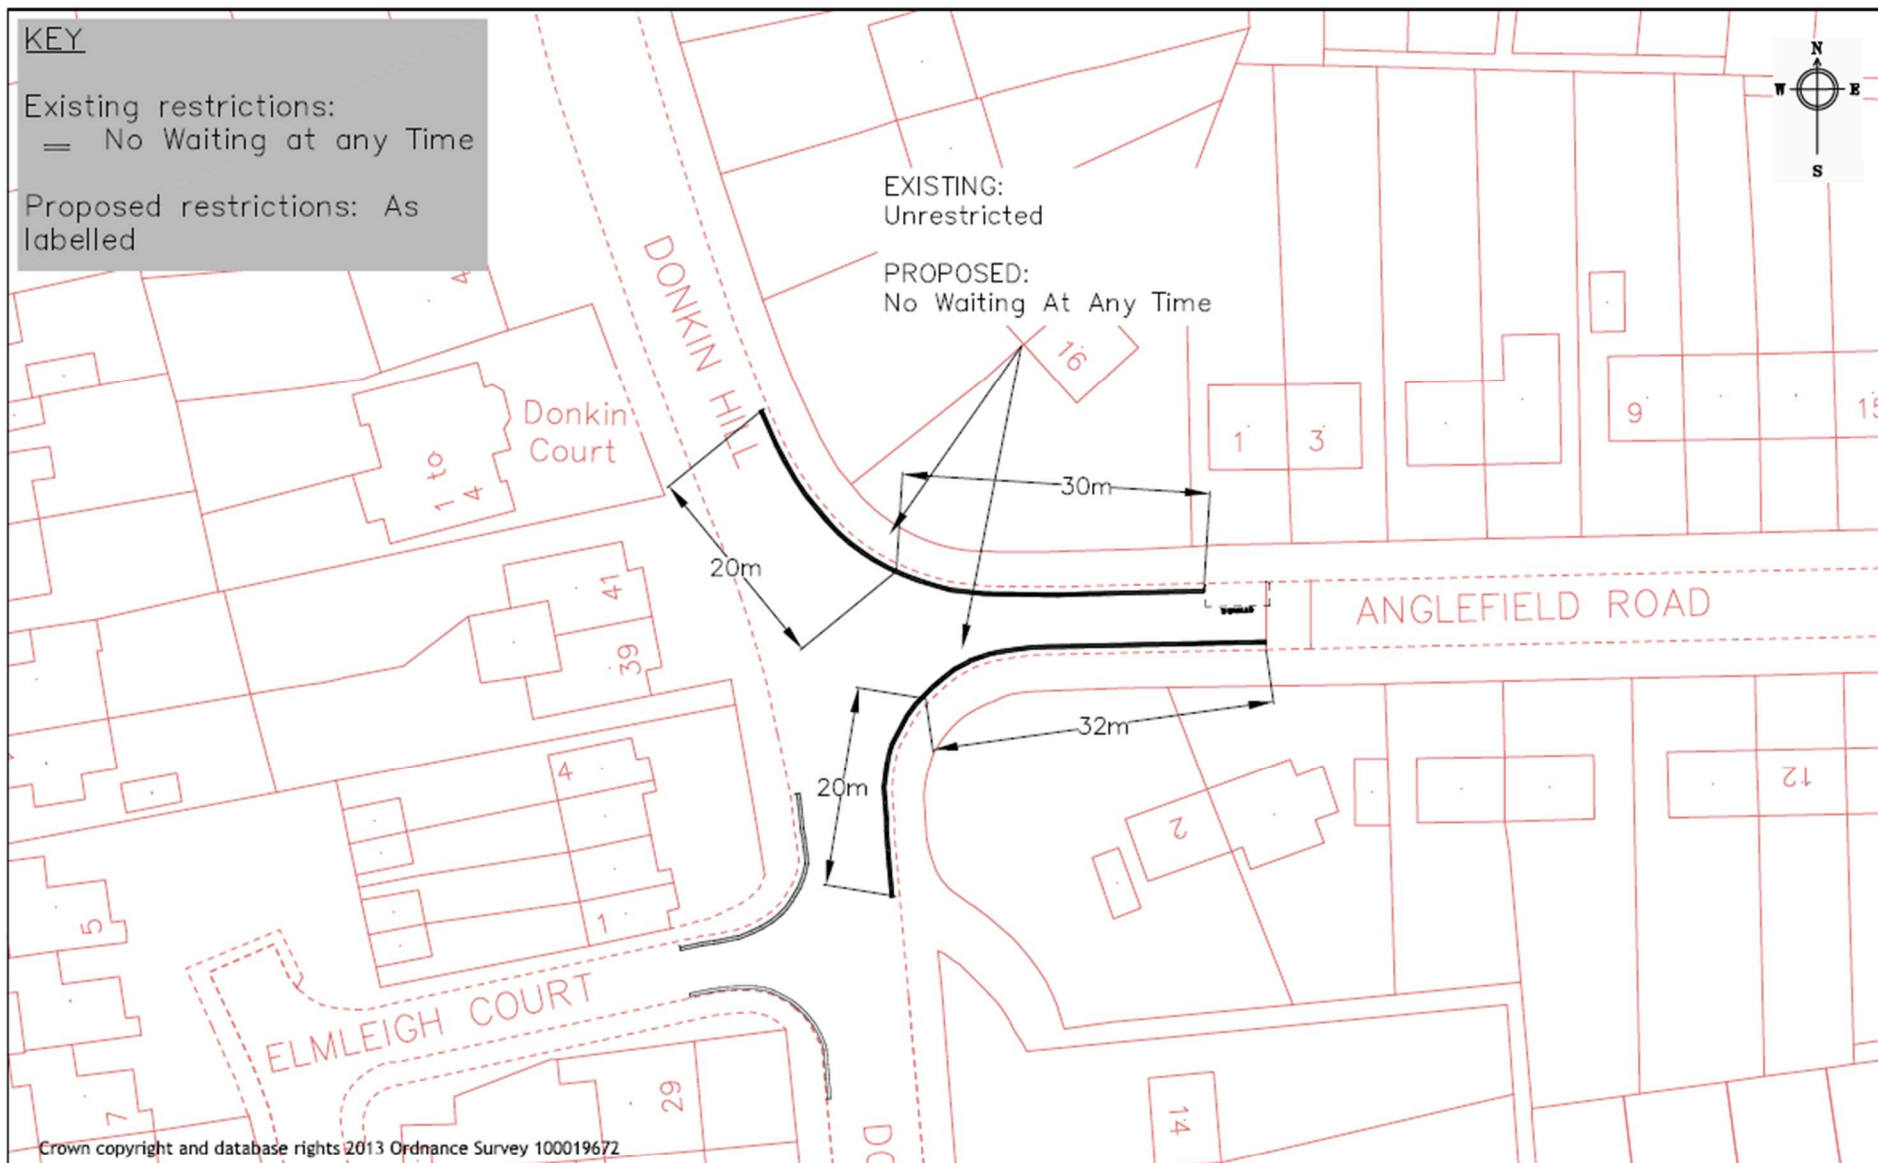 KEY
Existing restrictions:
No Waiting at any Time
Proposed restrictions: As
labelled
N
W E
S
EXISTING:
Unrestricted
PROPOSED:
No Waiting At Any Time
DONKIN HILL
16
Donkin
Court
1 to
4
4
1 3
9
15
30m
20m
41
39
ANGLEFIELD ROAD
32m
20m
4
1
2
12
5
ELMLEIGH COURT
7
29
14
DO
Crown copyright and database rights 2013 Ordnance Survey 100019672